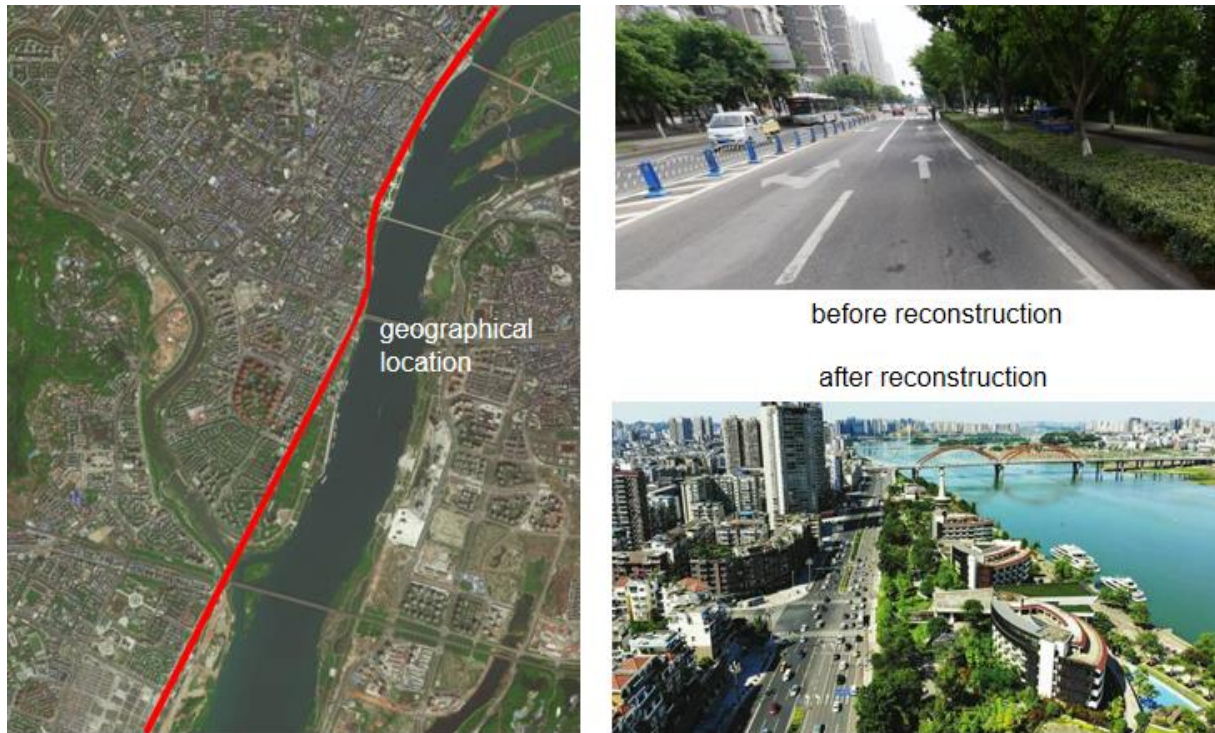 geographical
location
before reconstruction
after reconstruction